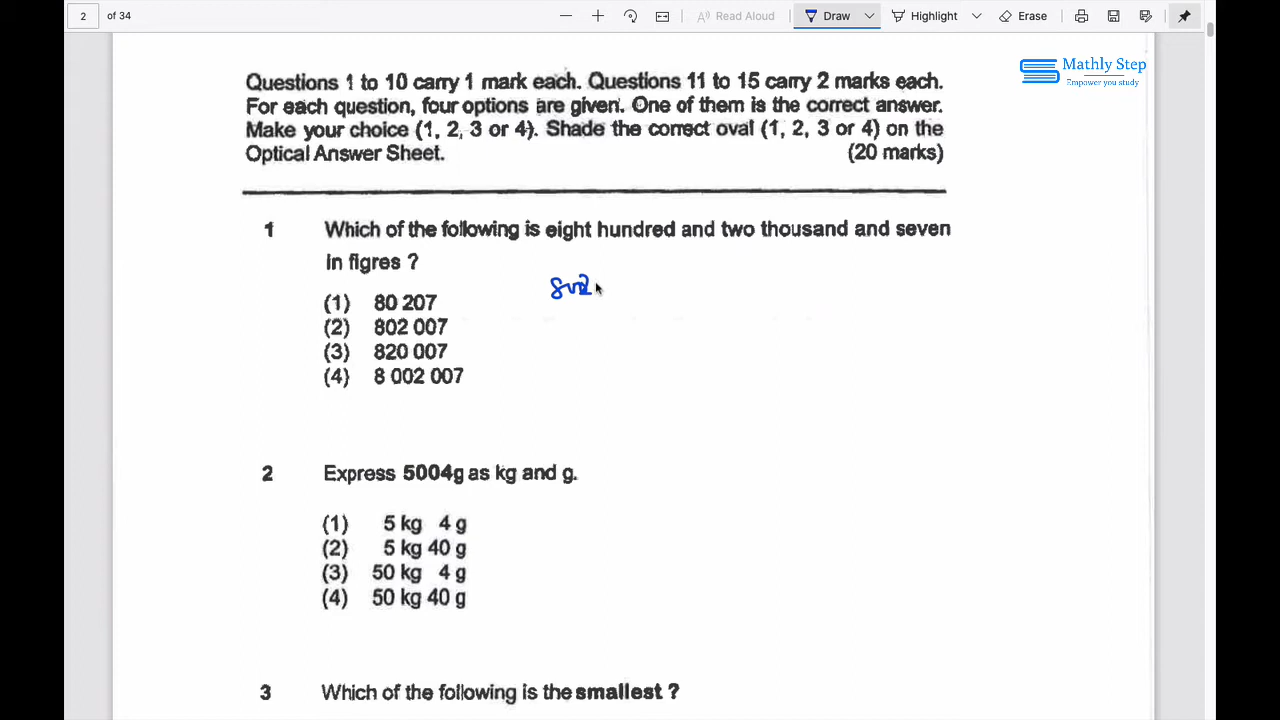 2 of 34 Read Aloud Draw Highlight Erase
Mathly Step
Empower you study
Questions 1 to 10 carry 1 mark each. Questions 11 to 15 carry 2 marks each.
For each question, four options are given. One of them is the correct answer.
Make your choice (1, 2, 3 or 4). Shade the correct oval (1, 2, 3 or 4) on the
Optical Answer Sheet. (20 marks)
1 Which of the following is eight hundred and two thousand and seven
in figres ?
802
(1) 80 207
(2) 802 007
(3) 820 007
(4) 8 002 007
2 Express 5004g as kg and g.
(1) 5 kg 4 g
(2) 5 kg 40 g
(3) 50 kg 4 g
(4) 50 kg 40 g
3 Which of the following is the smallest ?